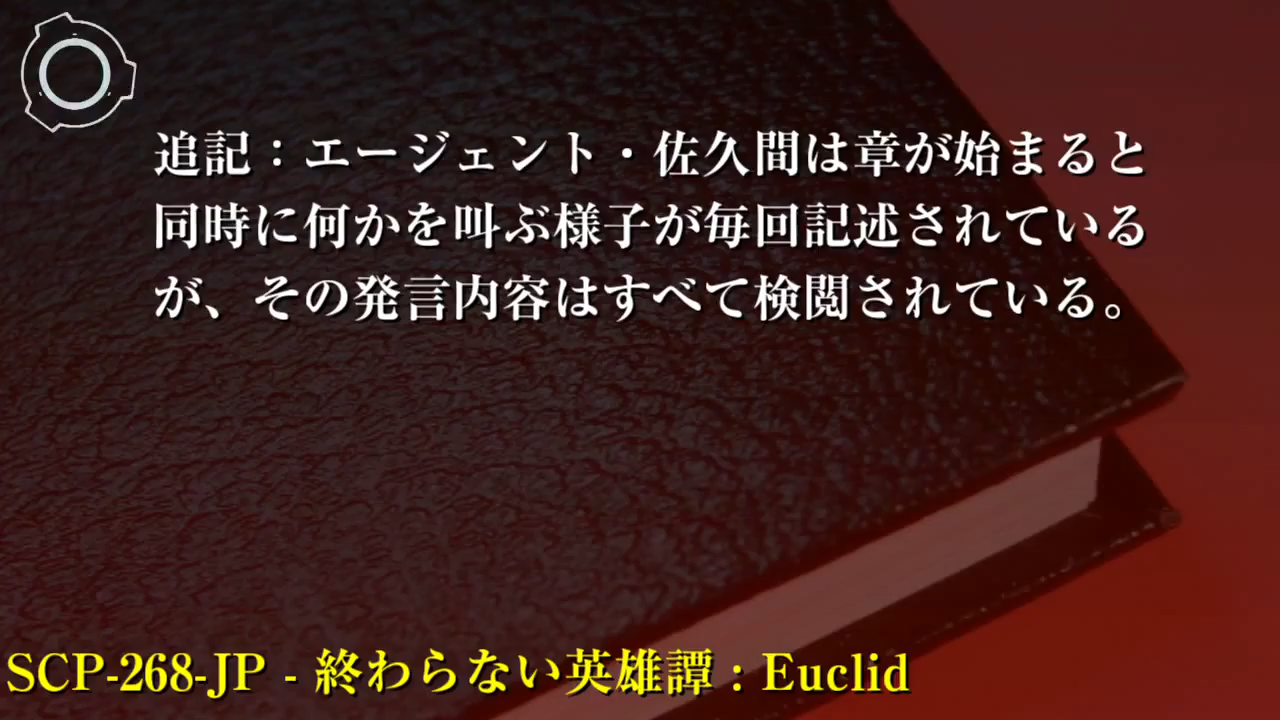 追記：エージェント・佐久間は章が始まると
同時に何かを叫ぶ様子が毎回記述されている
が、その発言内容はすべて検閲されている。
SCP-268-JP - 終わらない英雄譚：Euclid